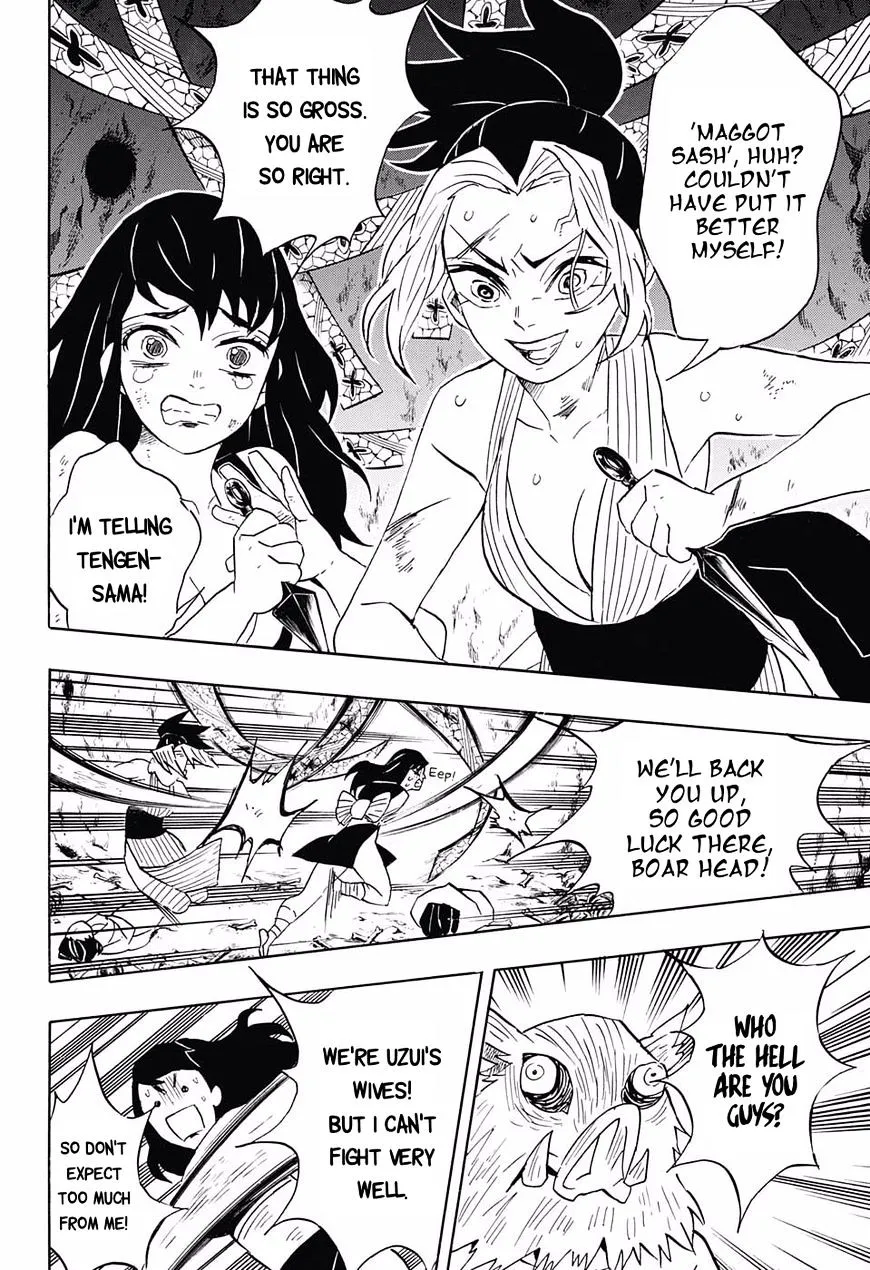 'MAGGOT
SASH', HUH?
COULDN'T
HAVE PUT IT
BETTER
MYSELF!
THAT THING
IS SO GROSS.
YOU ARE
SO RIGHT.
I'M TELLING
TENGEN-
SAMA!
WE'LL BACK
YOU UP,
SO GOOD
LUCK THERE,
BOAR HEAD!
Eep!
WHO
THE HELL
ARE YOU
GUYS?
WE'RE UZUI'S
WIVES!
BUT I CAN'T
FIGHT VERY
WELL.
SO DON'T
EXPECT
TOO MUCH
FROM ME!